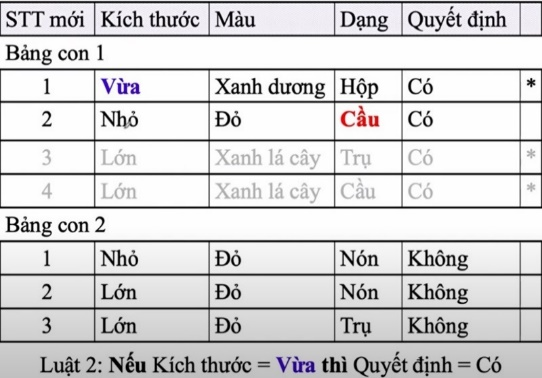 STT mới Kích thước Màu Dạng Quyết định
Bảng con 1
1 Vừa Xanh dương Hộp Có *
2 Nhỏ Đỏ Cầu Có
3 Lớn Xanh lá cây Trụ Có *
4 Lớn Xanh lá cây Cầu Có *
Bảng con 2
1 Nhỏ Đỏ Nón Không
2 Lớn Đỏ Nón Không
3 Lớn Đỏ Trụ Không
Luật 2: Nếu Kích thước = Vừa thì Quyết định = Có